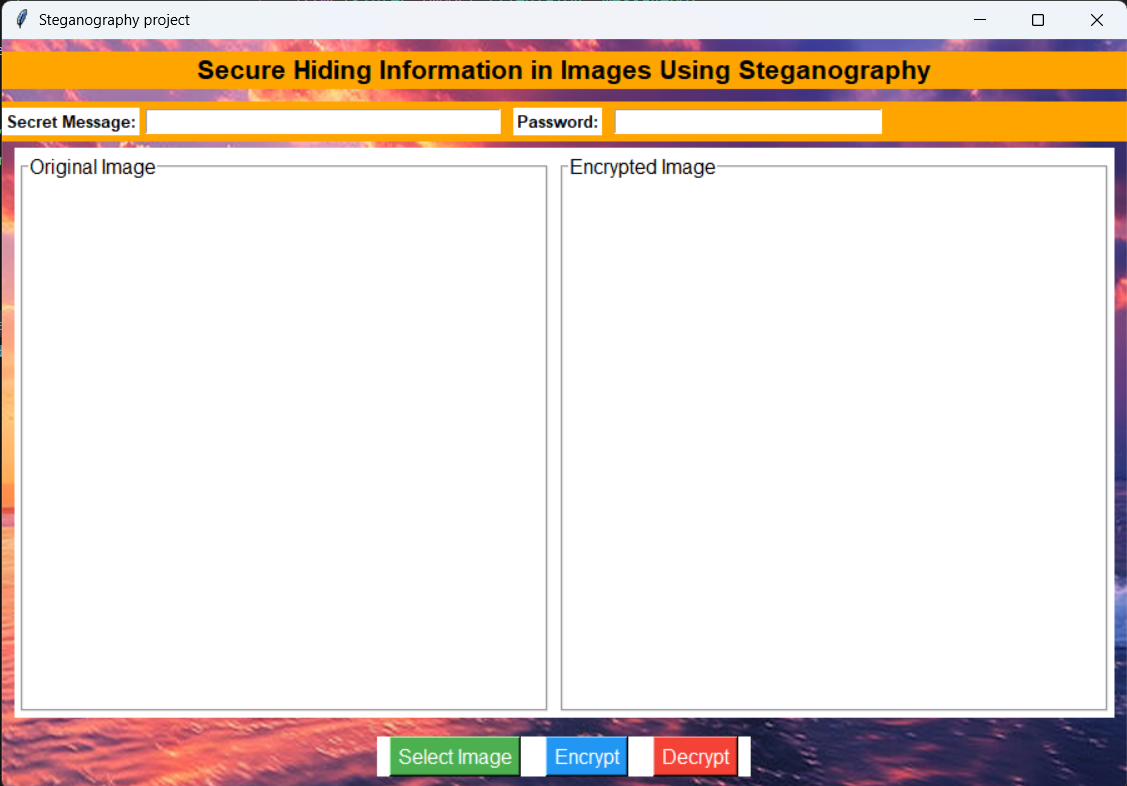 Steganography project
Secure Hiding Information in Images Using Steganography
Secret Message: Password:
Original Image Encrypted Image
Select Image Encrypt Decrypt